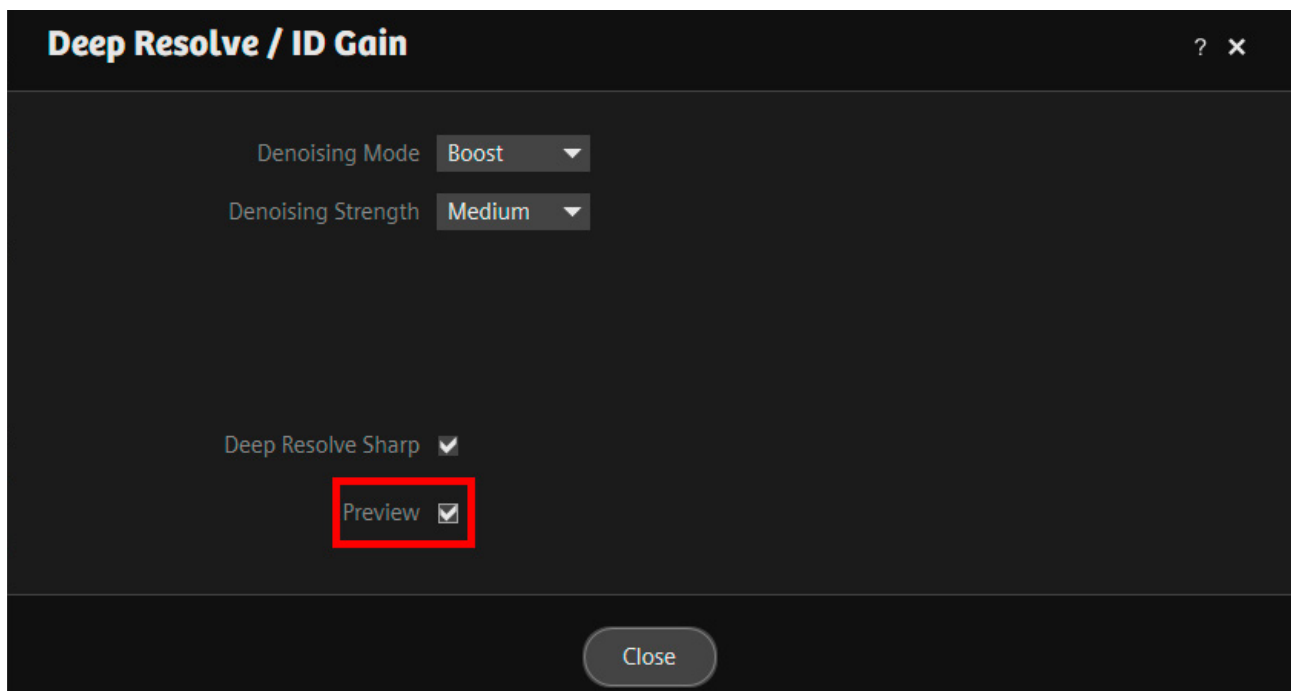 Deep Resolve / ID Gain ? ×
Denoising Mode Boost
Denoising Strength Medium
Deep Resolve Sharp
Preview
Close